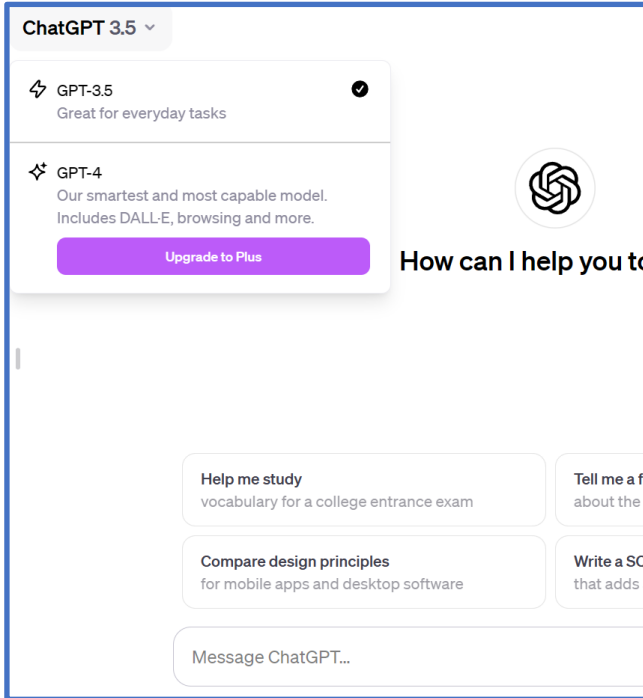 ChatGPT 3.5
GPT-3.5
Great for everyday tasks
GPT-4
Our smartest and most capable model.
Includes DALL·E, browsing and more.
Upgrade to Plus
How can I help you to
Help me study
vocabulary for a college entrance exam
Tell me a f
about the
Compare design principles
for mobile apps and desktop software
Write a SC
that adds
Message ChatGPT...